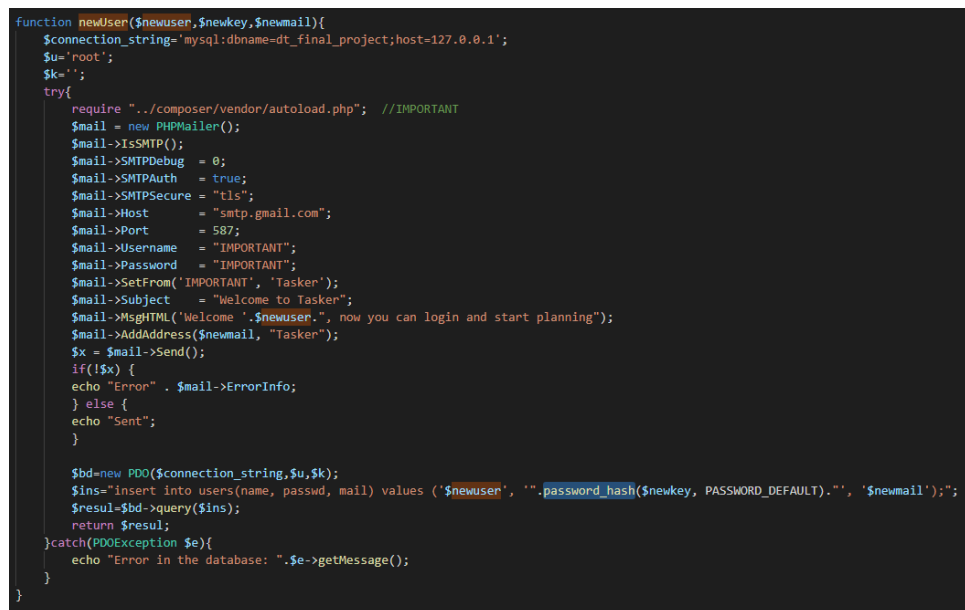 function newUser($newuser,$newkey,$newmail){
    $connection_string='mysql:dbname=dt_final_project;host=127.0.0.1';
    $u='root';
    $k='';
    try{
        require "../composer/vendor/autoload.php";  //IMPORTANT
        $mail = new PHPMailer();
        $mail->IsSMTP();
        $mail->SMTPDebug  = 0;
        $mail->SMTPAuth   = true;
        $mail->SMTPSecure = "tls";
        $mail->Host       = "smtp.gmail.com";
        $mail->Port       = 587;
        $mail->Username   = "IMPORTANT";
        $mail->Password   = "IMPORTANT";
        $mail->SetFrom('IMPORTANT', 'Tasker');
        $mail->Subject    = "Welcome to Tasker";
        $mail->MsgHTML('Welcome '.$newuser.", now you can login and start planning");
        $mail->AddAddress($newmail, "Tasker");
        $x = $mail->Send();
        if(!$x) {
        echo "Error" . $mail->ErrorInfo;
        } else {
        echo "Sent";
        }

        $bd=new PDO($connection_string,$u,$k);
        $ins="insert into users(name, passwd, mail) values ('$newuser', '".password_hash($newkey, PASSWORD_DEFAULT)."', '$newmail');";
        $resul=$bd->query($ins);
        return $resul;
    }catch(PDOException $e){
        echo "Error in the database: ".$e->getMessage();
    }
}